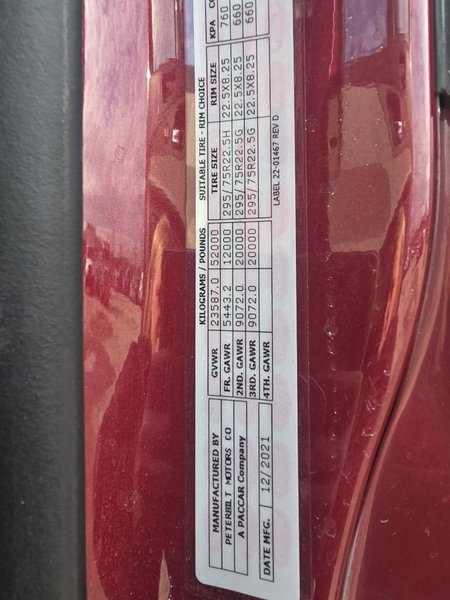 MANUFACTURED BY
PETERBILT MOTORS CO
A PACCAR Company
DATE MFG. 12/2021
KILOGRAMS / POUNDS SUITABLE TIRE - RIM CHOICE
TIRE SIZE RIM SIZE KPA
GVWR 23587.0 52000
FR. GAWR 5443.2 12000 295/75R22.5H 22.5X8.25 760
2ND. GAWR 9072.0 20000 295/75R22.5G 22.5X8.25 660
3RD. GAWR 9072.0 20000 295/75R22.5G 22.5X8.25 660
4TH. GAWR
LABEL 22-01467 REV D